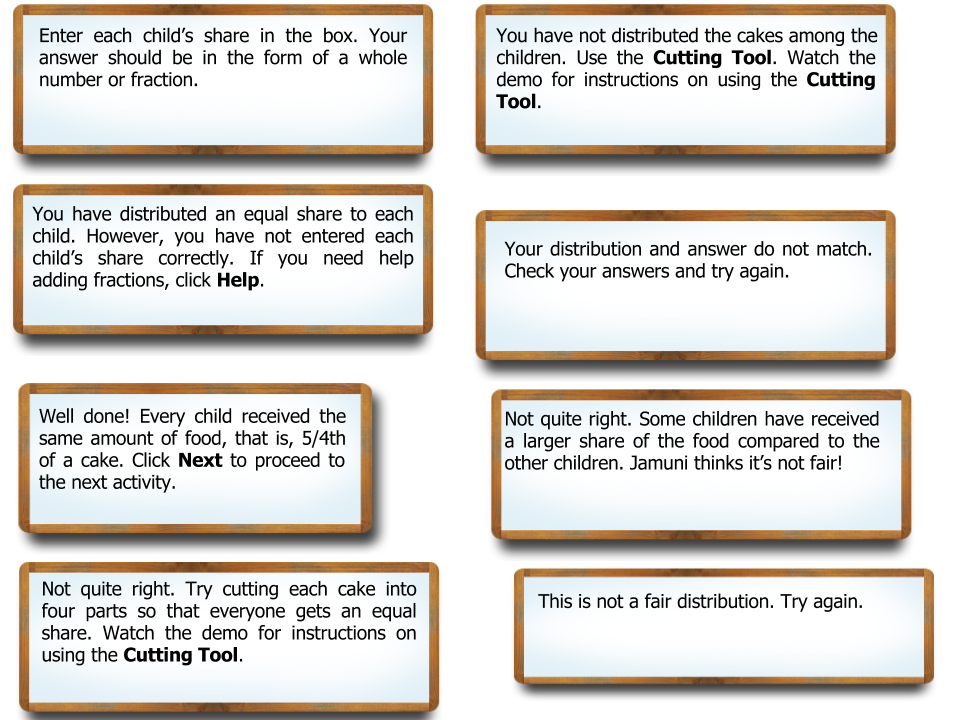 Enter each child’s share in the box. Your
answer should be in the form of a whole
number or fraction.
You have not distributed the cakes among the
children. Use the Cutting Tool. Watch the
demo for instructions on using the Cutting
Tool.
You have distributed an equal share to each
child. However, you have not entered each
child’s share correctly. If you need help
adding fractions, click Help.
Your distribution and answer do not match.
Check your answers and try again.
Well done! Every child received the
same amount of food, that is, 5/4th
of a cake. Click Next to proceed to
the next activity.
Not quite right. Some children have received
a larger share of the food compared to the
other children. Jamuni thinks it’s not fair!
Not quite right. Try cutting each cake into
four parts so that everyone gets an equal
share. Watch the demo for instructions on
using the Cutting Tool.
This is not a fair distribution. Try again.